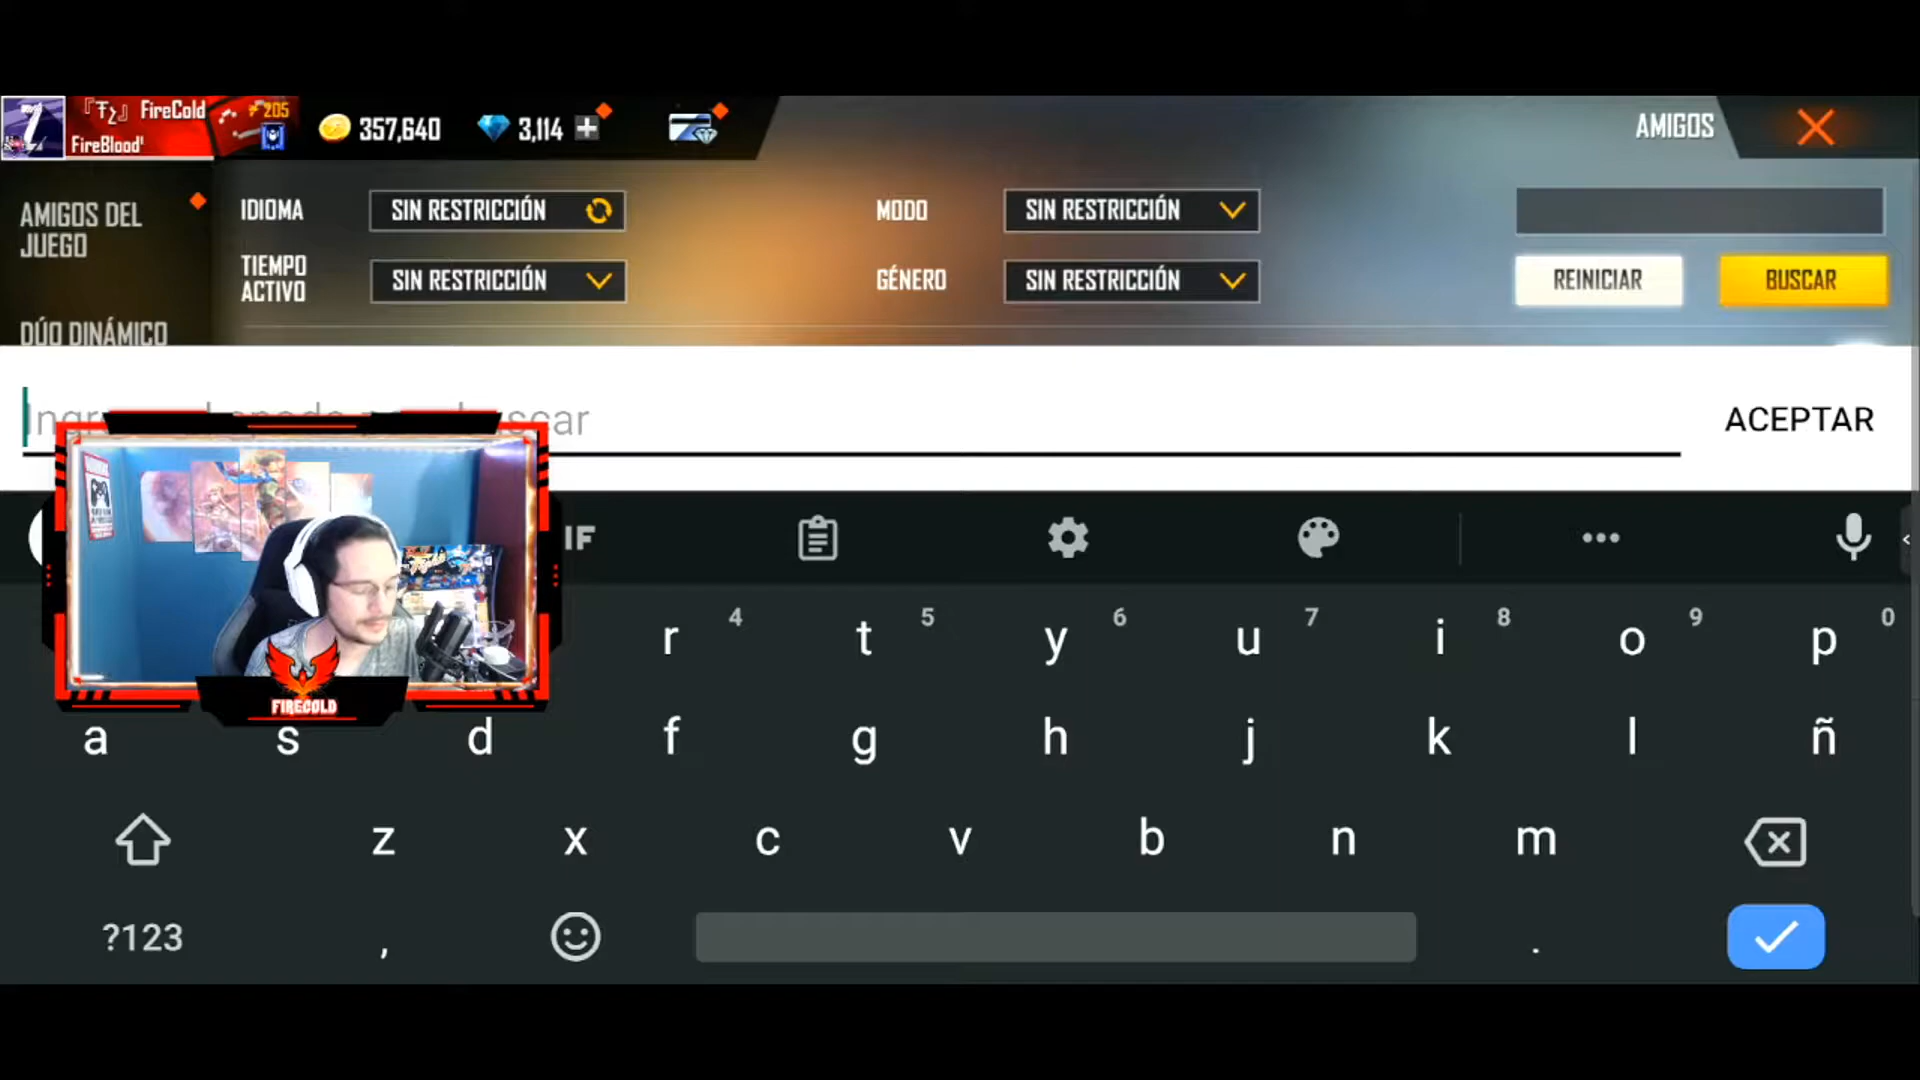 FireCold
205
FireBlood
357,640
3,114
AMIGOS
AMIGOS DEL
JUEGO
DÚO DINÁMICO
IDIOMA
SIN RESTRICCIÓN
TIEMPO
ACTIVO
SIN RESTRICCIÓN
MODO
SIN RESTRICCIÓN
GÉNERO
SIN RESTRICCIÓN
REINICIAR
BUSCAR
ACEPTAR
FIRECOLD
r 4 t 5 y 6 u 7 i 8 o 9 p 0
a s d f g h j k l ñ
z x c v b n m
?123 , .